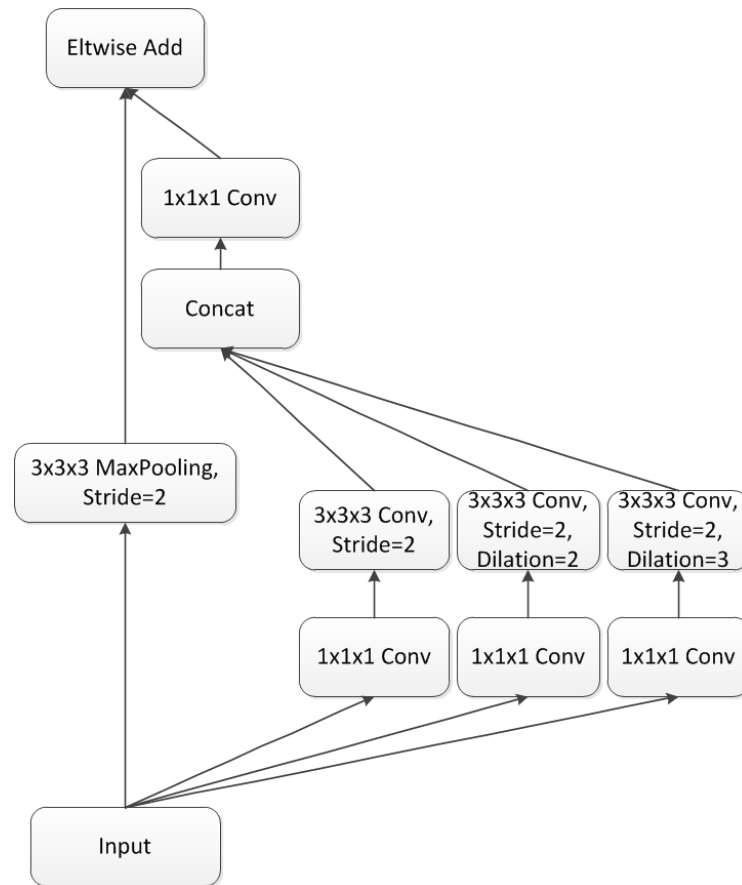 Eltwise Add
1x1x1 Conv
Concat
3x3x3 MaxPooling,
Stride=2
3x3x3 Conv,
Stride=2
3x3x3 Conv,
Stride=2,
Dilation=2
3x3x3 Conv,
Stride=2,
Dilation=3
1x1x1 Conv
1x1x1 Conv
1x1x1 Conv
Input